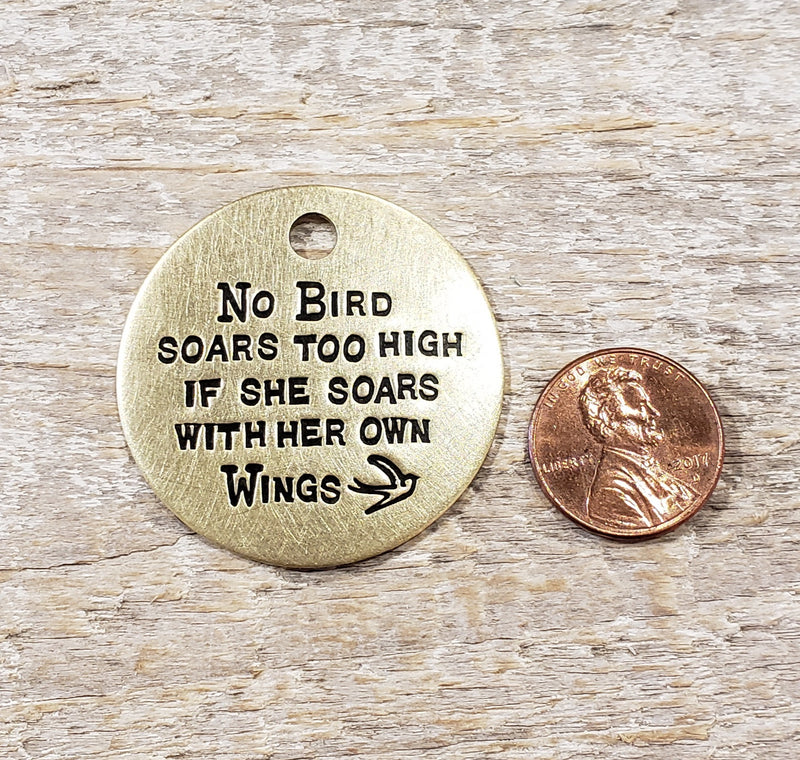 No Bird
SOARS TOO HIGH
IF SHE SOARS
WITH HER OWN
WINGS
IN GOD WE TRUST
LIBERTY
2017
D